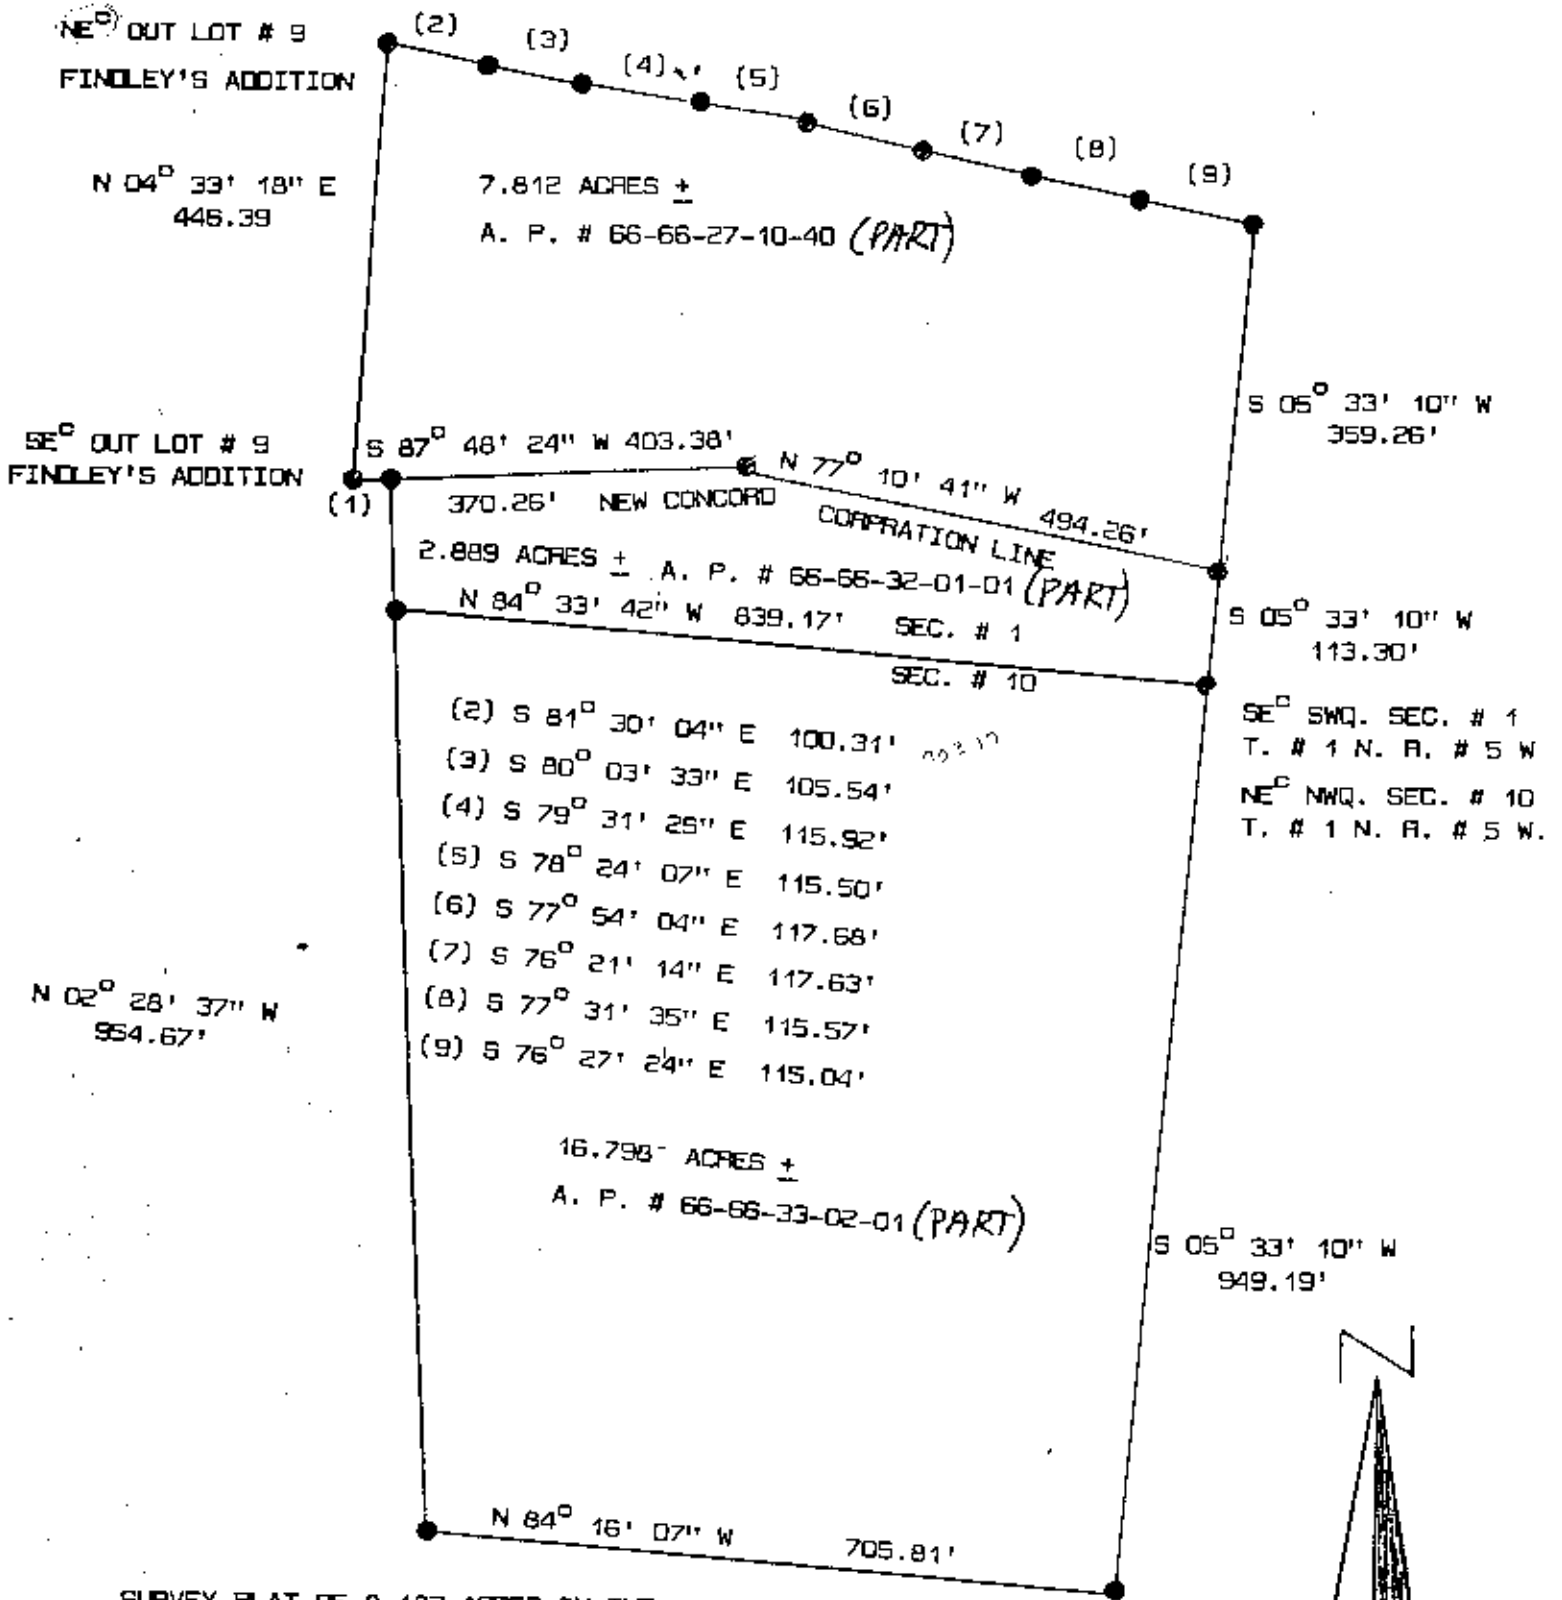 NEᶜ OUT LOT # 9
FINDLEY'S ADDITION
(2)
(3)
(4)
(5)
(6)
(7)
(8)
(9)
N 04° 33' 18" E
446.39
7.812 ACRES ±
A. P. # 66-66-27-10-40 (PART)
S 05° 33' 10" W
359.26'
SEᶜ OUT LOT # 9
FINDLEY'S ADDITION
(1)
S 87° 48' 24" W 403.38'
370.26' NEW CONCORD
N 77° 10' 41" W 494.26'
CORPRATION LINE
2.889 ACRES ± A. P. # 66-66-32-01-01 (PART)
N 84° 33' 42" W 839.17' SEC. # 1
SEC. # 10
S 05° 33' 10" W
113.30'
SEᶜ SWQ. SEC. # 1
T. # 1 N. R. # 5 W
NEᶜ NWQ. SEC. # 10
T. # 1 N. R. # 5 W.
(2) S 81° 30' 04" E 100.31'
(3) S 80° 03' 33" E 105.54'
(4) S 79° 31' 25" E 115.92'
(5) S 78° 24' 07" E 115.50'
(6) S 77° 54' 04" E 117.68'
(7) S 76° 21' 14" E 117.63'
(8) S 77° 31' 35" E 115.57'
(9) S 76° 27' 24" E 115.04'
N 02° 28' 37" W
954.67'
16.798 ACRES ±
A. P. # 66-66-33-02-01 (PART)
S 05° 33' 10" W
949.19'
N
N 84° 16' 07" W 705.81'
SURVEY PLAT OF